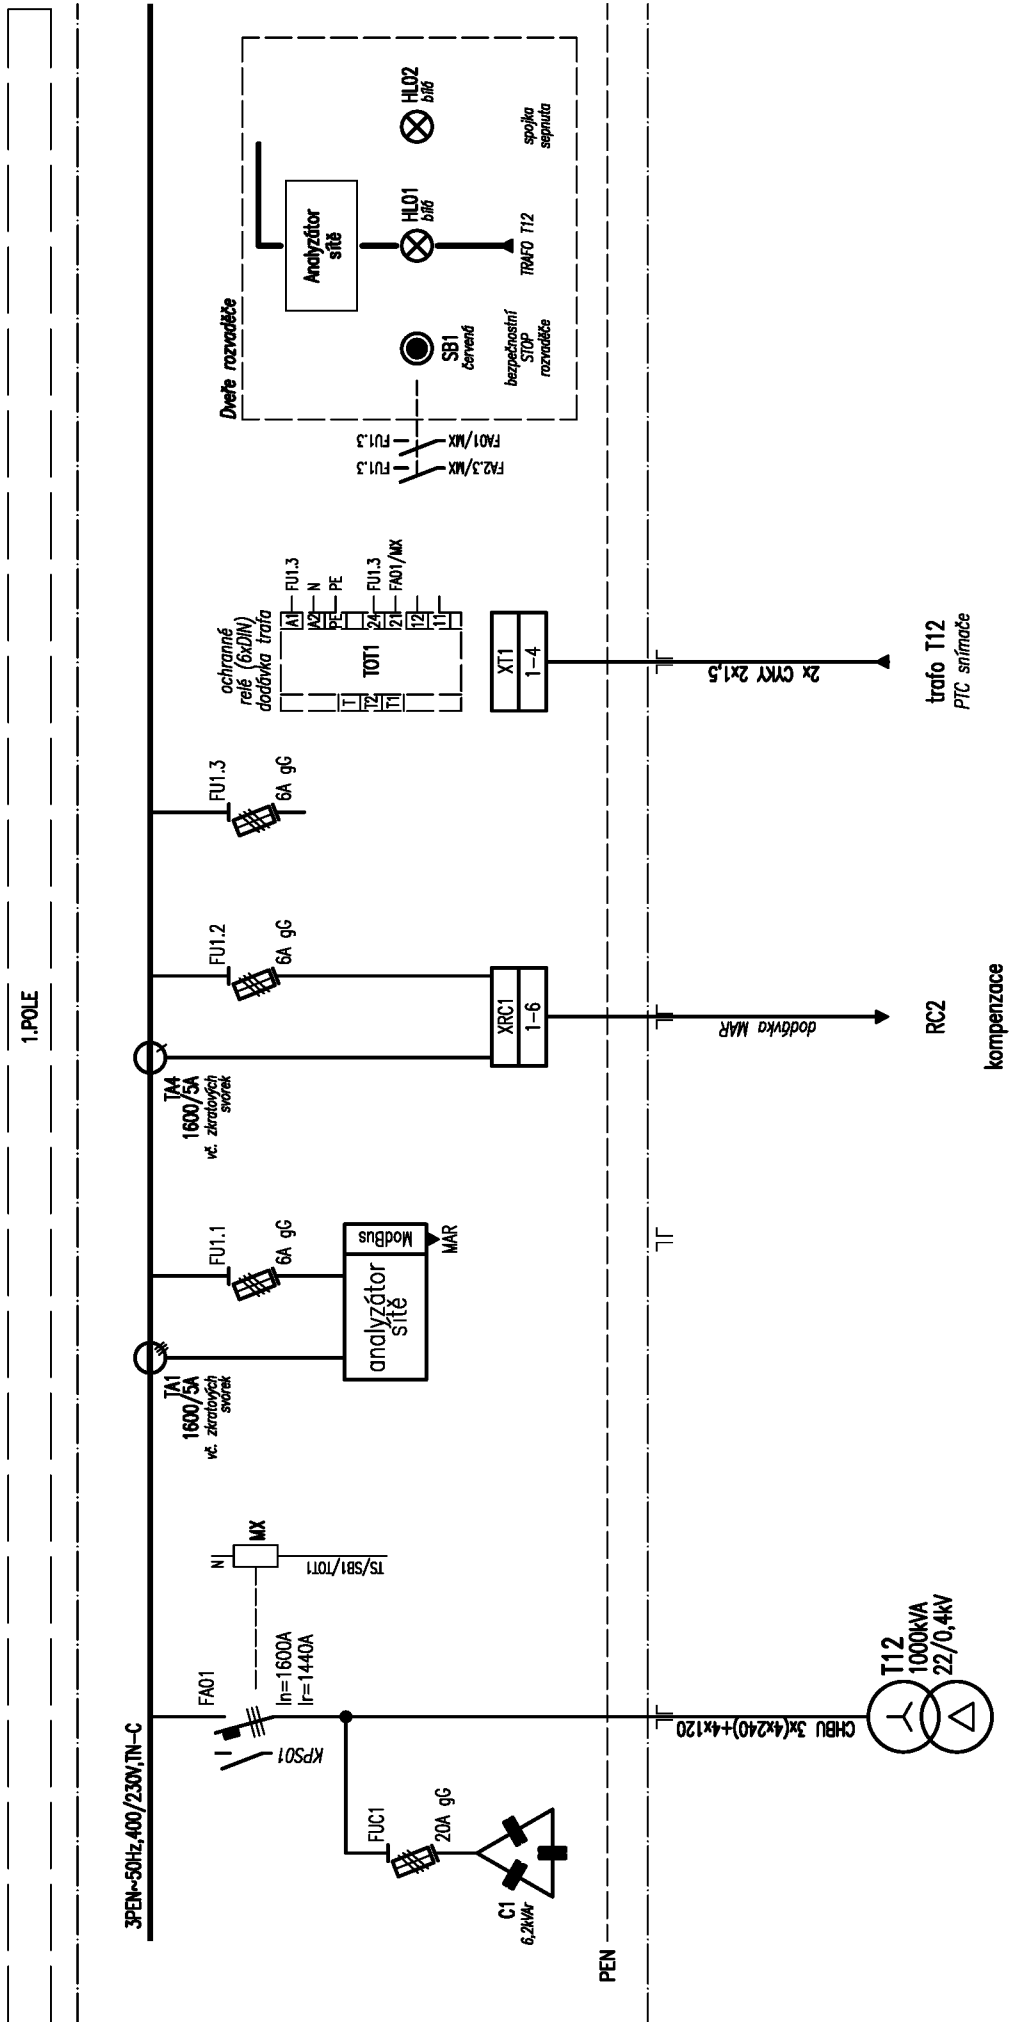 1.POLE
3PEN~50Hz,400/230V,TN-C
FA01
In=1600A
Ir=1440A
KPS01
MX
N
TS/SB1/TOT1
FUC1
20A gG
C1
6,2kVAr
CHBU 3x(4x240)+4x120
T12
1000kVA
22/0,4kV
TA1
1600/5A
vč. zkratových
svorek
FU1.1
6A gG
analyzátor
sítě
ModBus
MAR
TA4
1600/5A
vč. zkratových
svorek
FU1.2
6A gG
XRC1
1-6
dodávka MAR
RC2
kompenzace
FU1.3
6A gG
ochranné
relé (6xDIN)
dodávka trafa
TOT1
T
T2
T1
A1
A2
PE
24
21
12
11
FU1.3
N
PE
FU1.3
FA01/MX
XT1
1-4
2x CYKY 2x1,5
trafo T12
PTC snímače
FU1.3
FU1.3
FA01/MX
FA2.3/MX
Dveře rozvaděče
Analyzátor
sítě
SB1
červená
HL01
bílá
HL02
bílá
bezpečnostní
STOP
rozvaděče
TRAFO T12
spojka
sepnuta
PEN